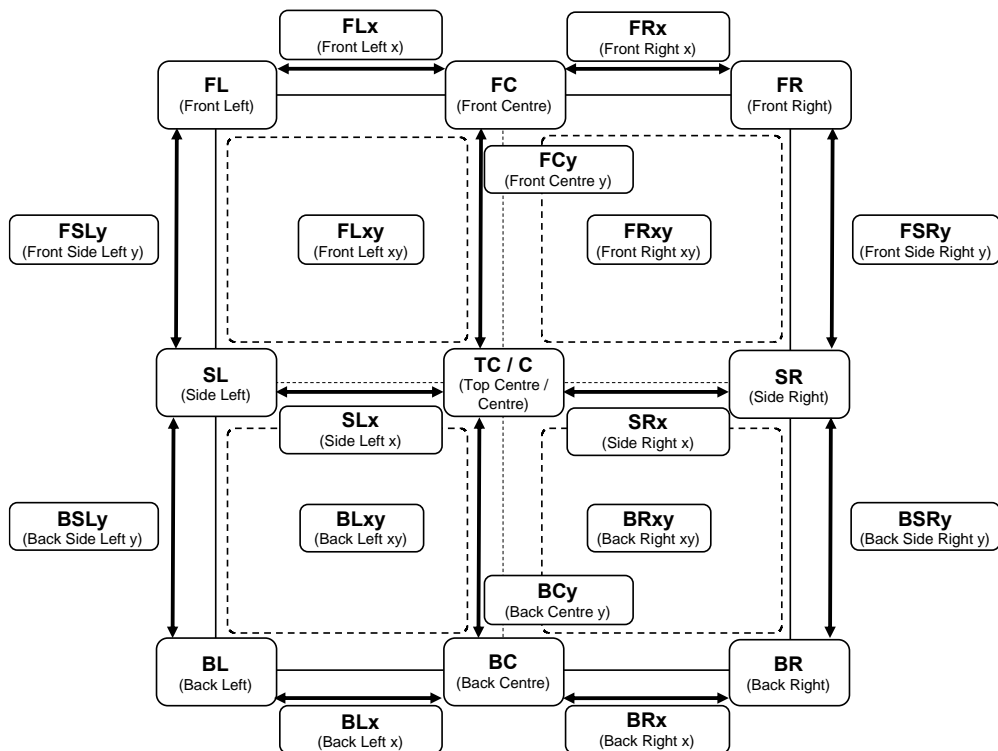 FLx
(Front Left x)
FRx
(Front Right x)
FL
(Front Left)
FC
(Front Centre)
FR
(Front Right)
FCy
(Front Centre y)
FSLy
(Front Side Left y)
FLxy
(Front Left xy)
FRxy
(Front Right xy)
FSRy
(Front Side Right y)
SL
(Side Left)
TC / C
(Top Centre /
Centre)
SR
(Side Right)
SLx
(Side Left x)
SRx
(Side Right x)
BSLy
(Back Side Left y)
BLxy
(Back Left xy)
BRxy
(Back Right xy)
BSRy
(Back Side Right y)
BCy
(Back Centre y)
BL
(Back Left)
BC
(Back Centre)
BR
(Back Right)
BLx
(Back Left x)
BRx
(Back Right x)